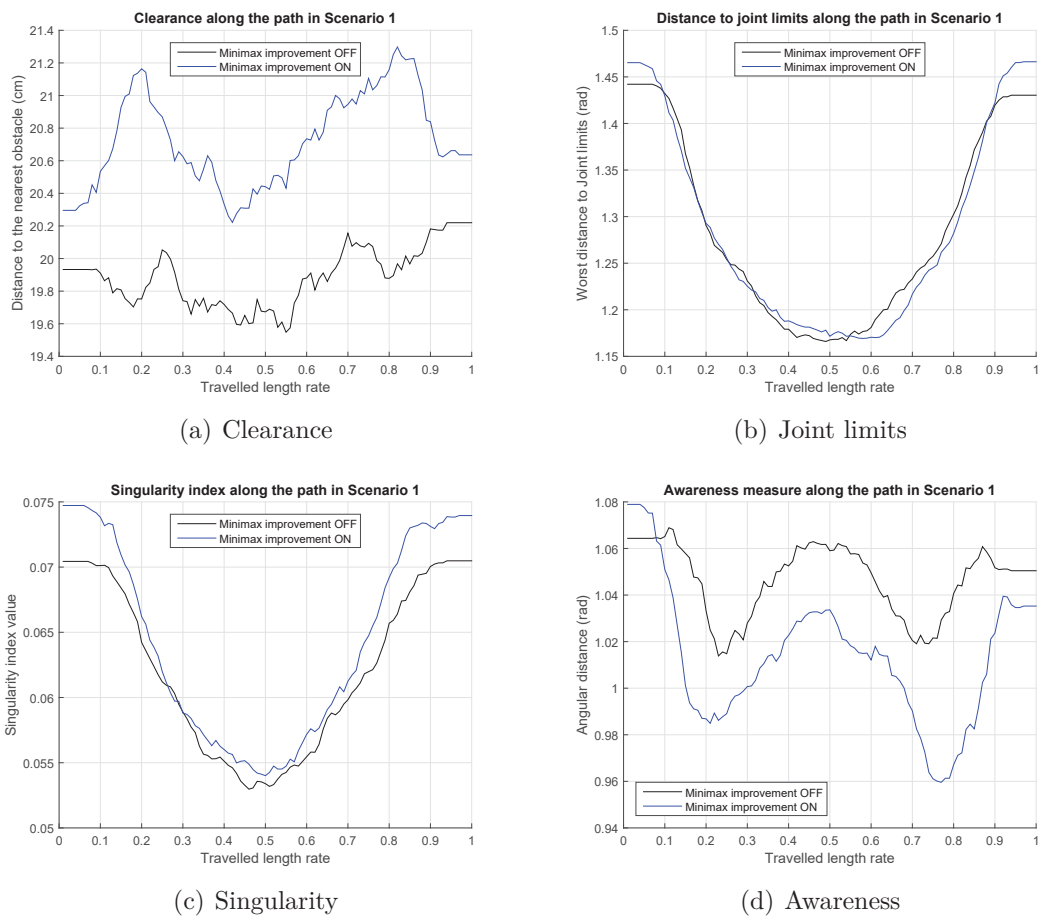 Clearance along the path in Scenario 1
21.4
21.2
21
20.8
20.6
20.4
20.2
20
19.8
19.6
19.4
Distance to the nearest obstacle (cm)
Minimax improvement OFF
Minimax improvement ON
0 0.1 0.2 0.3 0.4 0.5 0.6 0.7 0.8 0.9 1
Travelled length rate
(a) Clearance
Distance to joint limits along the path in Scenario 1
1.5
1.45
1.4
1.35
1.3
1.25
1.2
1.15
Worst distance to Joint limits (rad)
Minimax improvement OFF
Minimax improvement ON
0 0.1 0.2 0.3 0.4 0.5 0.6 0.7 0.8 0.9 1
Travelled length rate
(b) Joint limits
Singularity index along the path in Scenario 1
0.075
0.07
0.065
0.06
0.055
0.05
Singularity index value
Minimax improvement OFF
Minimax improvement ON
0 0.1 0.2 0.3 0.4 0.5 0.6 0.7 0.8 0.9 1
Travelled length rate
(c) Singularity
Awareness measure along the path in Scenario 1
1.08
1.06
1.04
1.02
1
0.98
0.96
0.94
Angular distance (rad)
Minimax improvement OFF
Minimax improvement ON
0 0.1 0.2 0.3 0.4 0.5 0.6 0.7 0.8 0.9 1
Travelled length rate
(d) Awareness